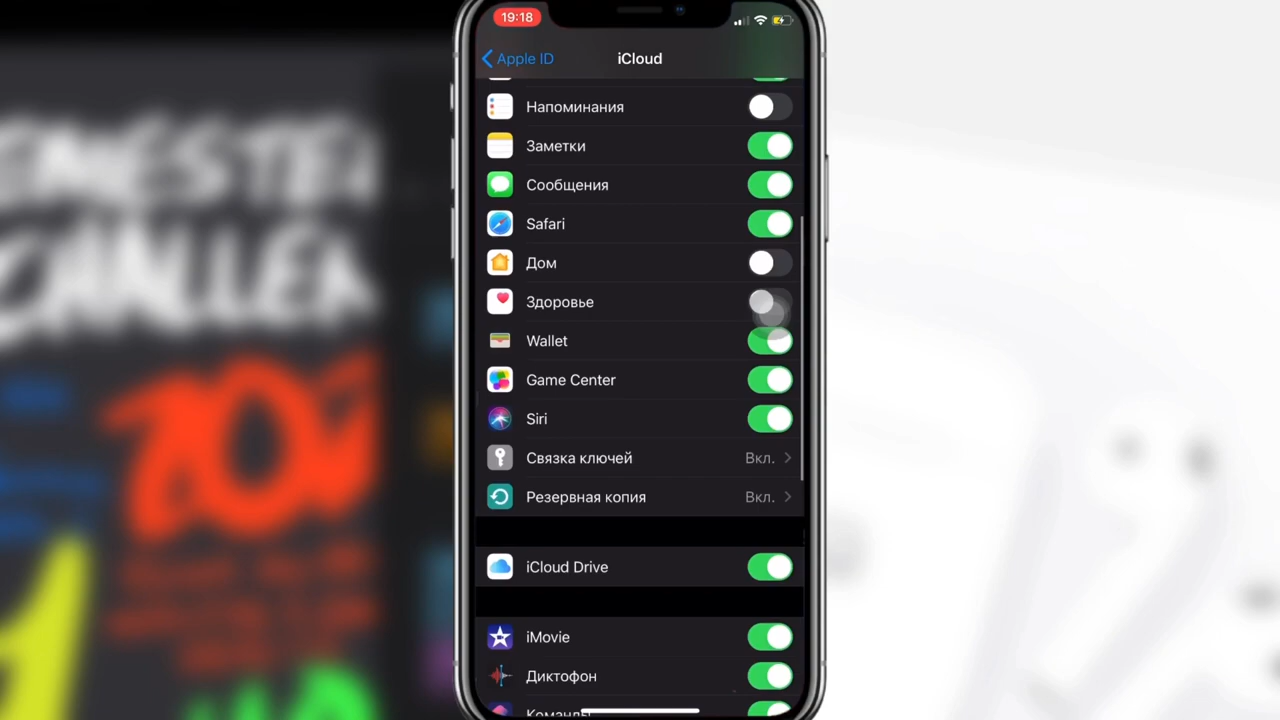 19:18
Apple ID
iCloud
Напоминания
Заметки
Сообщения
Safari
Дом
Здоровье
Wallet
Game Center
Siri
Связка ключей Вкл.
Резервная копия Вкл.
iCloud Drive
iMovie
Диктофон
Команды